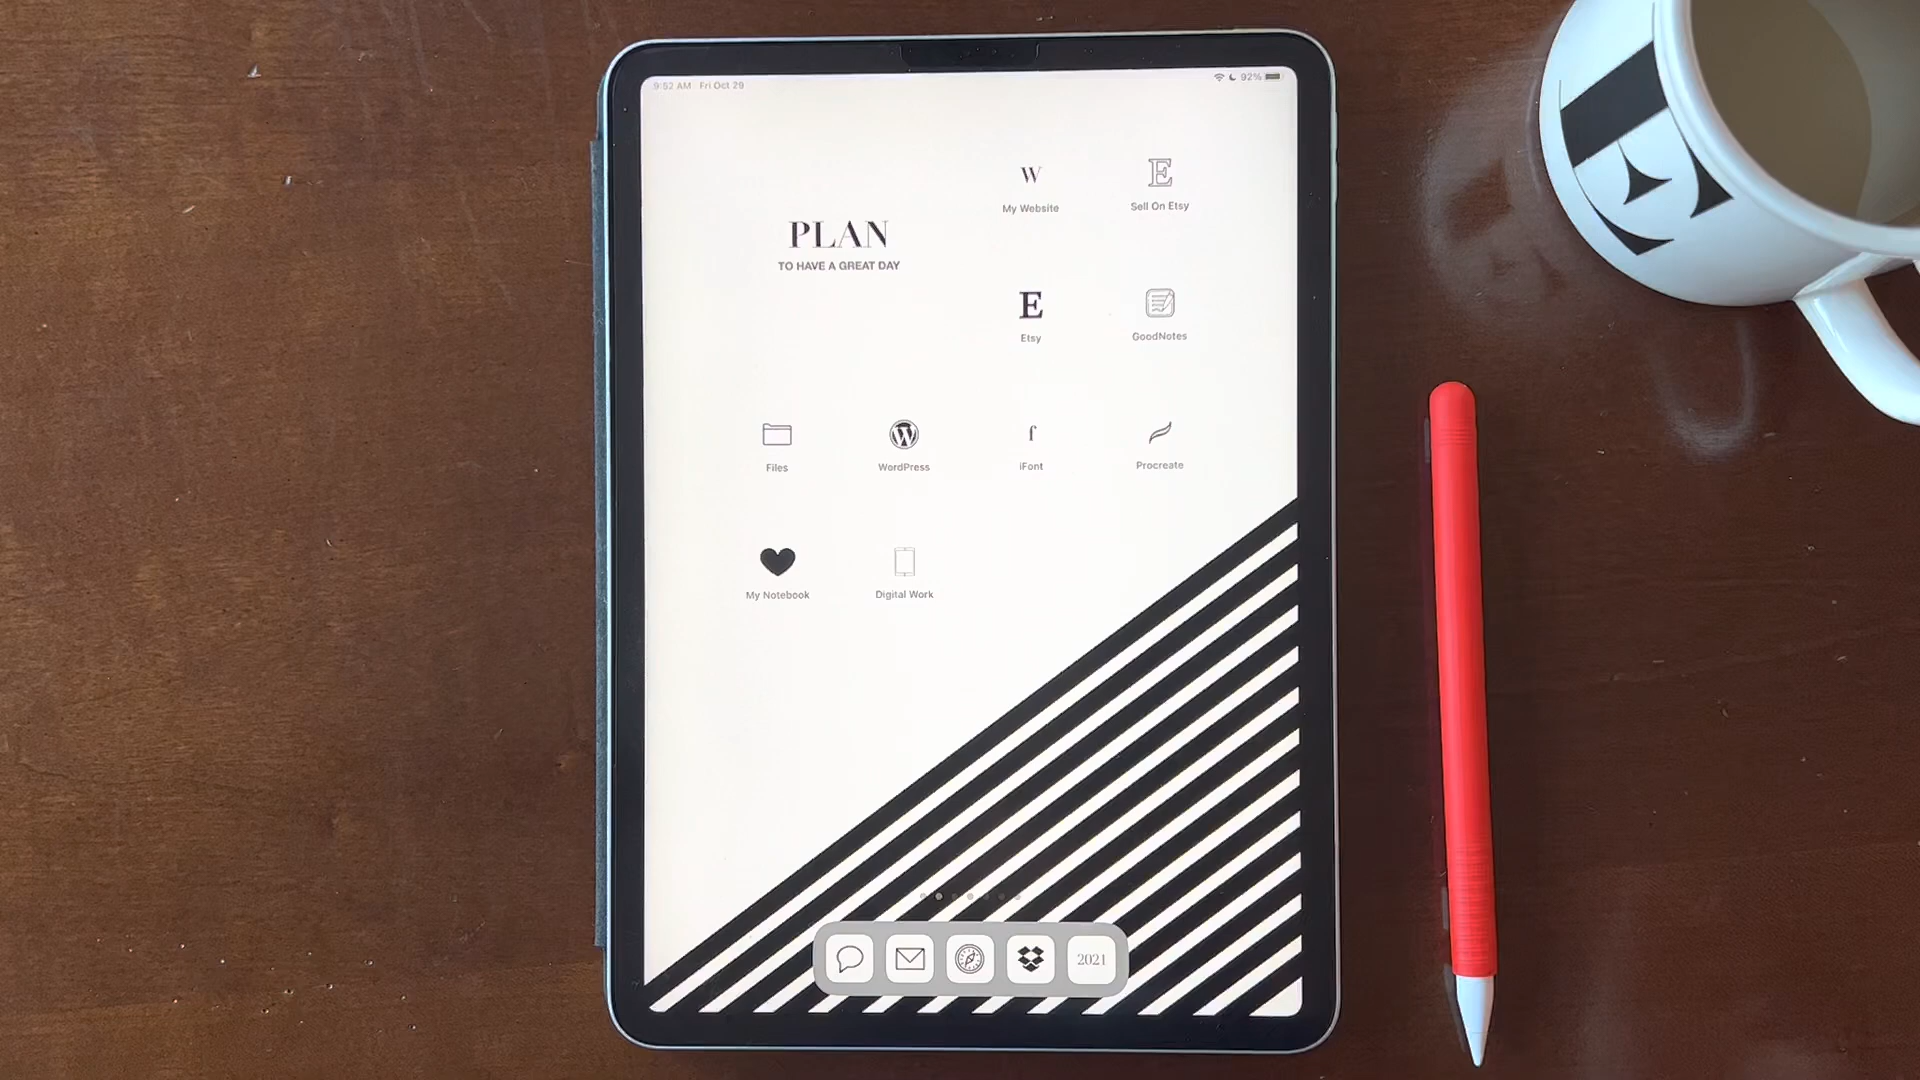 9:52 AM Fri Oct 29
92%
W
My Website
E
Sell On Etsy
PLAN
TO HAVE A GREAT DAY
E
Etsy
GoodNotes
Files
W
WordPress
f
iFont
Procreate
My Notebook
Digital Work
2021
E